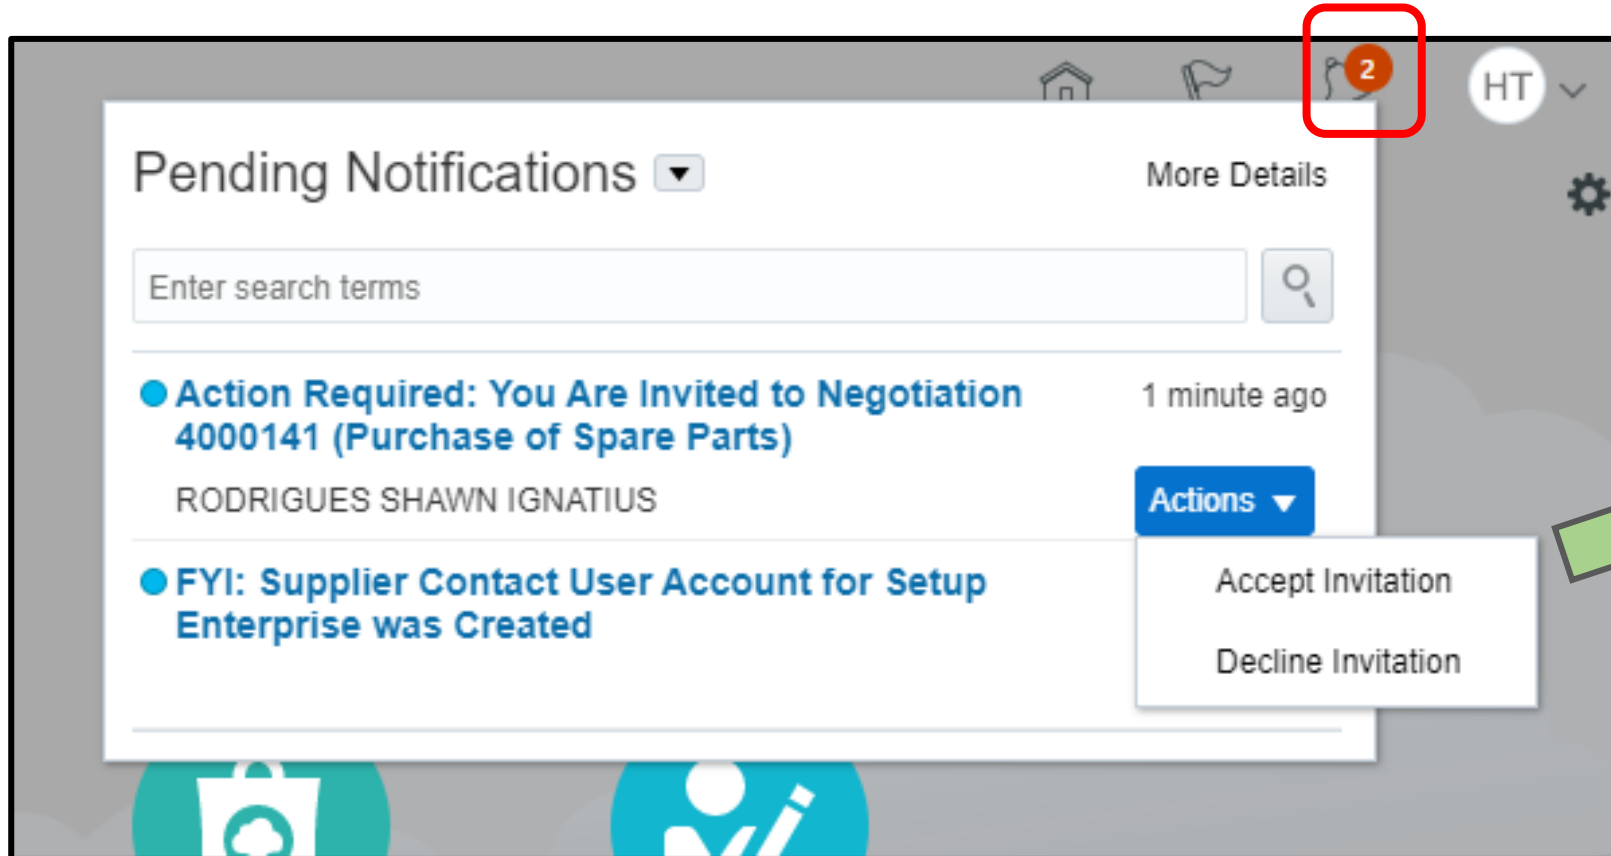 2
HT
Pending Notifications
More Details
Enter search terms
Action Required: You Are Invited to Negotiation
4000141 (Purchase of Spare Parts)
1 minute ago
RODRIGUES SHAWN IGNATIUS
Actions
FYI: Supplier Contact User Account for Setup
Enterprise was Created
Accept Invitation
Decline Invitation